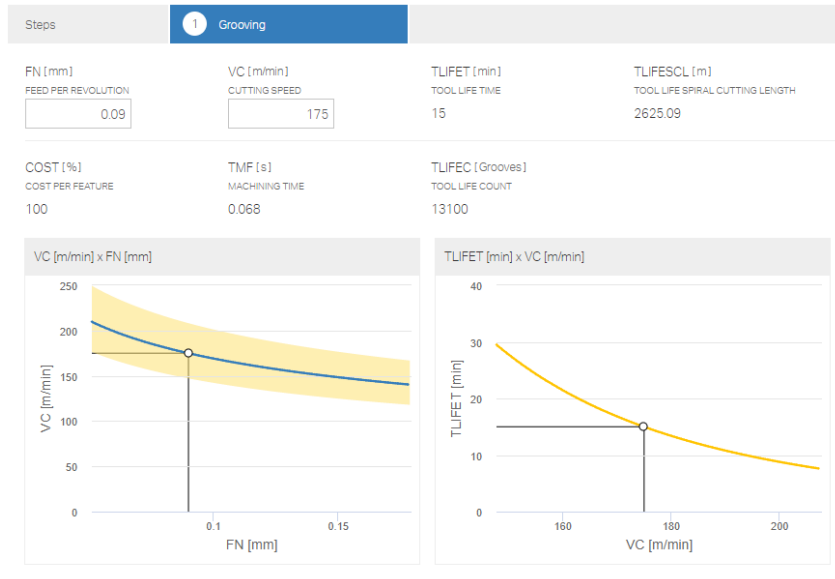 Steps
1 Grooving
FN [mm] VC [m/min] TLIFET [min] TLIFESCL [m]
FEED PER REVOLUTION CUTTING SPEED TOOL LIFE TIME TOOL LIFE SPIRAL CUTTING LENGTH
0.09 175 15 2625.09
COST [%] TMF [s] TLIFEC [Grooves]
COST PER FEATURE MACHINING TIME TOOL LIFE COUNT
100 0.068 13100
VC [m/min] x FN [mm]
250
200
150
100
50
0
VC [m/min]
0.1 0.15
FN [mm]
TLIFET [min] x VC [m/min]
40
30
20
10
0
TLIFET [min]
160 180 200
VC [m/min]